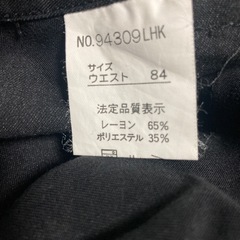 NO.94309LHK
サイズ
ウエスト 84
法定品質表示
レーヨン 65%
ポリエステル 35%